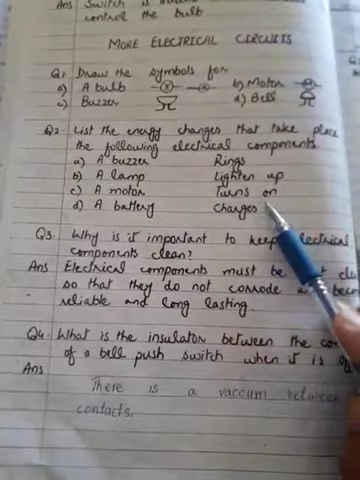 Ans Switch is
control the bulb
MORE ELECTRICAL CIRCUITS
Q1. Draw the symbols for
a) A bulb b) Motor
c) Buzzer d) Bell
Q2. List the energy changes that take place
the following electrical components.
a) A buzzer Rings
b) A lamp Lighten up
c) A motor Turns on
d) A battery Charges
Q3. Why is it important to keep electrical
components clean?
Ans Electrical components must be
so that they do not corrode
reliable and long lasting.
Q4. What is the insulator between the
of a bell push switch when it is
Ans
There is a vaccum between
contacts.